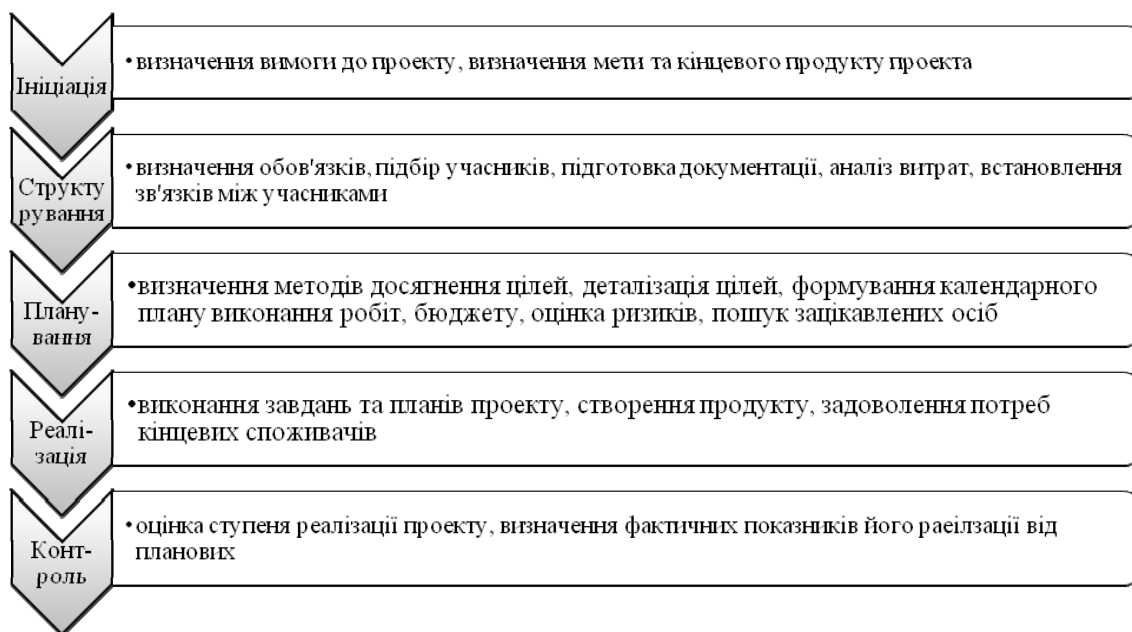 Ініціація
•визначення вимоги до проекту, визначення мети та кінцевого продукту проекта
Структу
рування
•визначення обов'язків, підбір учасників, підготовка документації, аналіз витрат, встановлення
зв'язків між учасниками
Плану-
вання
•визначення методів досягнення цілей, деталізація цілей, формування календарного
плану виконання робіт, бюджету, оцінка ризиків, пошук зацікавлених осіб
Реалі-
зація
•виконання завдань та планів проекту, створення продукту, задоволення потреб
кінцевих споживачів
Конт-
роль
•оцінка ступеня реалізації проекту, визначення фактичних показників його раеілзації від
планових